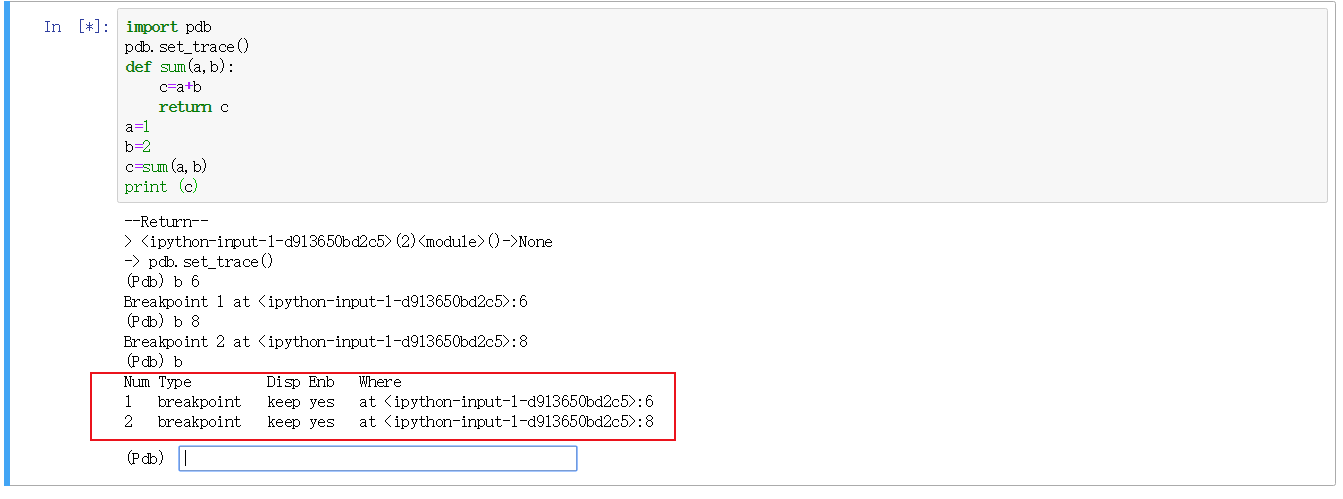 In [*]: import pdb
pdb.set_trace()
def sum(a,b):
    c=a+b
    return c
a=1
b=2
c=sum(a,b)
print (c)
--Return--
> <ipython-input-1-d913650bd2c5>(2)<module>()->None
-> pdb.set_trace()
(Pdb) b 6
Breakpoint 1 at <ipython-input-1-d913650bd2c5>:6
(Pdb) b 8
Breakpoint 2 at <ipython-input-1-d913650bd2c5>:8
(Pdb) b
Num Type         Disp Enb   Where
1   breakpoint   keep yes   at <ipython-input-1-d913650bd2c5>:6
2   breakpoint   keep yes   at <ipython-input-1-d913650bd2c5>:8
(Pdb)